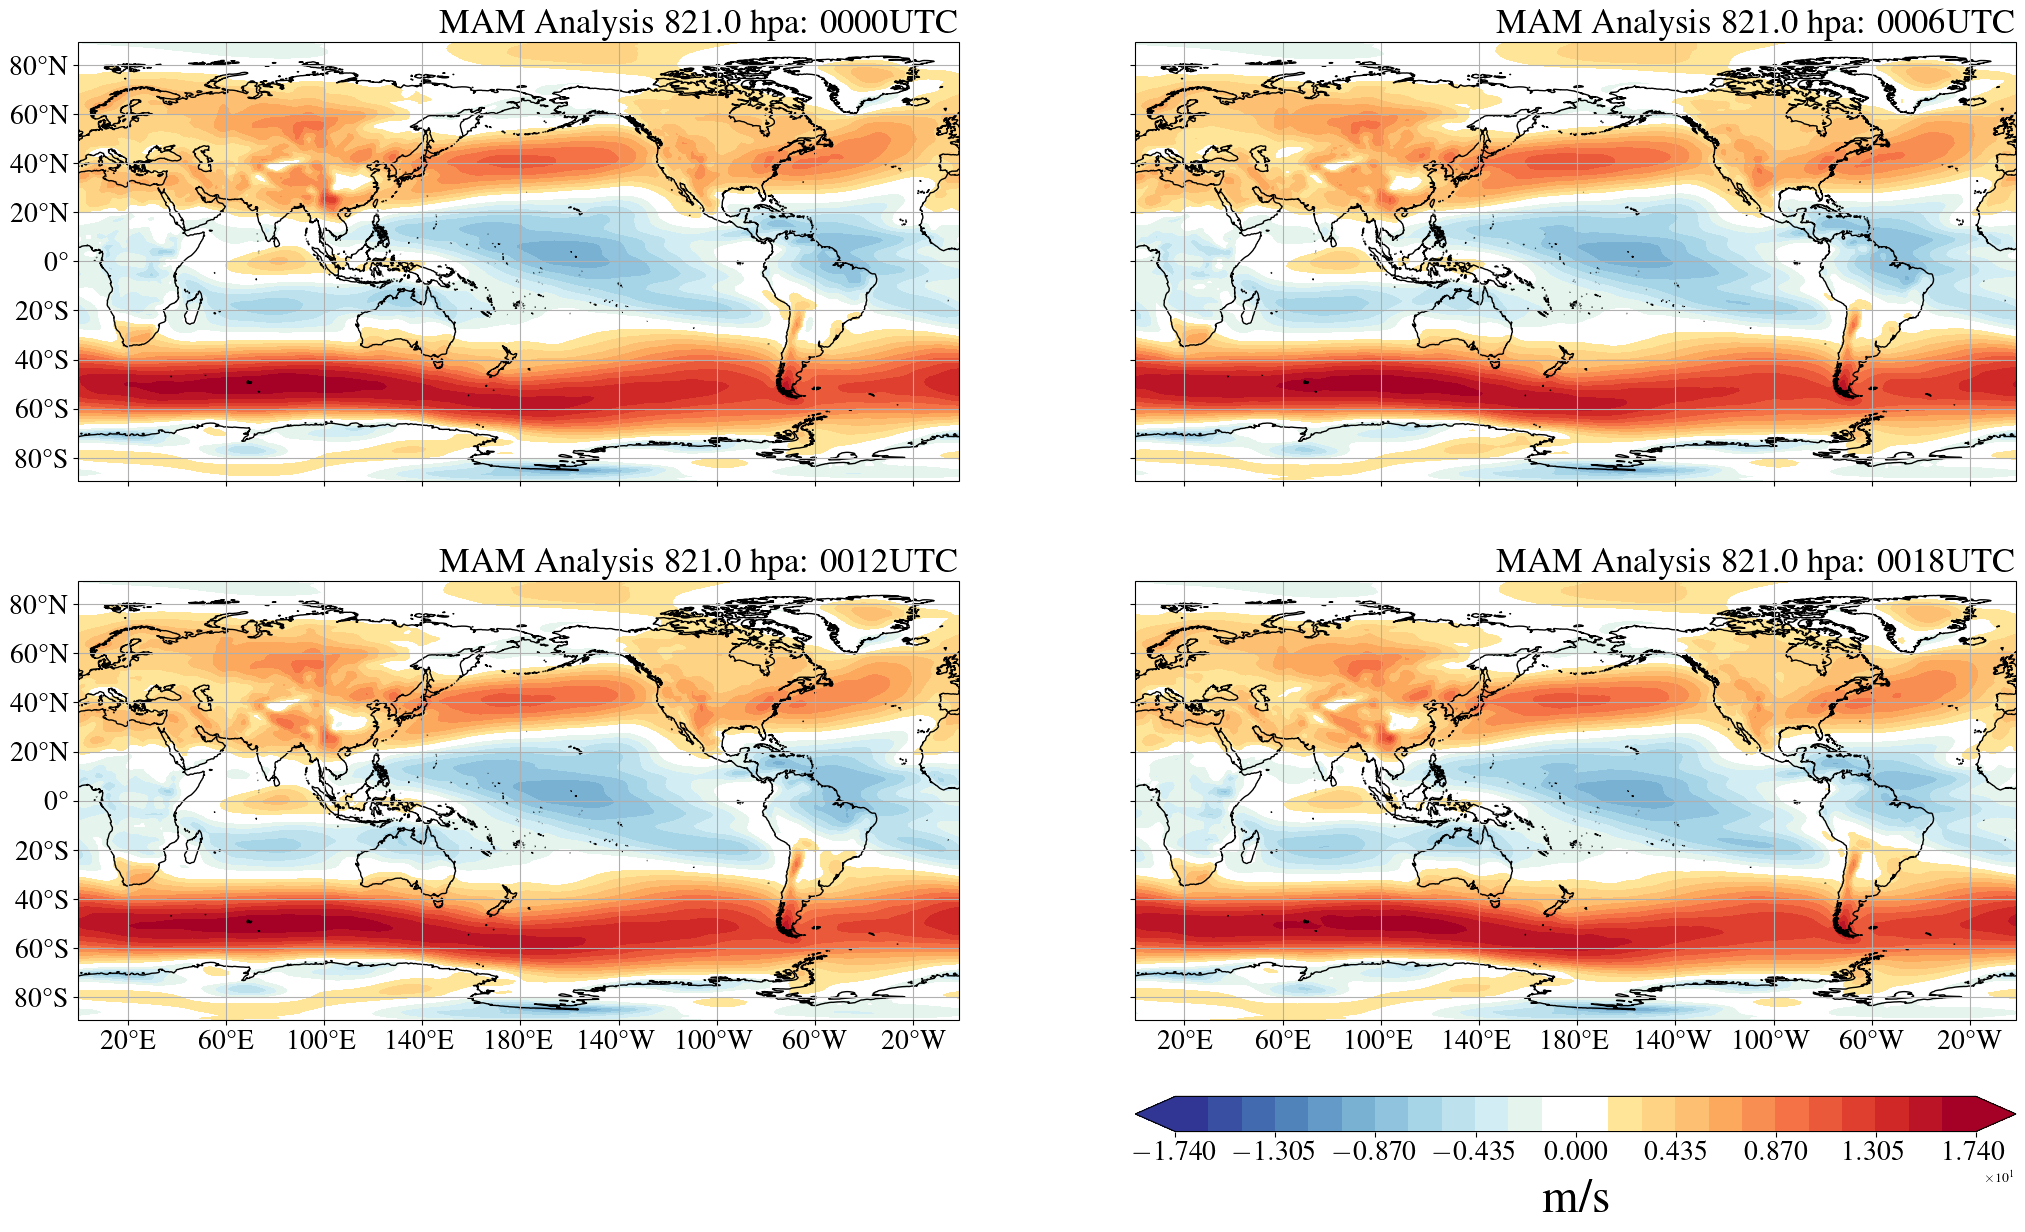 MAM Analysis 821.0 hpa: 0000UTC
MAM Analysis 821.0 hpa: 0006UTC
80°N
60°N
40°N
20°N
0°
20°S
40°S
60°S
80°S
MAM Analysis 821.0 hpa: 0012UTC
MAM Analysis 821.0 hpa: 0018UTC
80°N
60°N
40°N
20°N
0°
20°S
40°S
60°S
80°S
20°E 60°E 100°E 140°E 180°E 140°W 100°W 60°W 20°W
20°E 60°E 100°E 140°E 180°E 140°W 100°W 60°W 20°W
−1.740 −1.305 −0.870 −0.435 0.000 0.435 0.870 1.305 1.740
×10¹
m/s